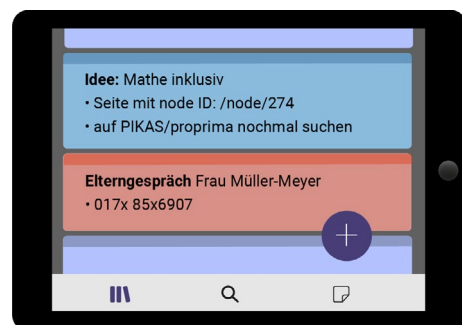 Idee: Mathe inklusiv
• Seite mit node ID: /node/274
• auf PIKAS/proprima nochmal suchen
Elterngespräch Frau Müller-Meyer
• 017x 85x6907